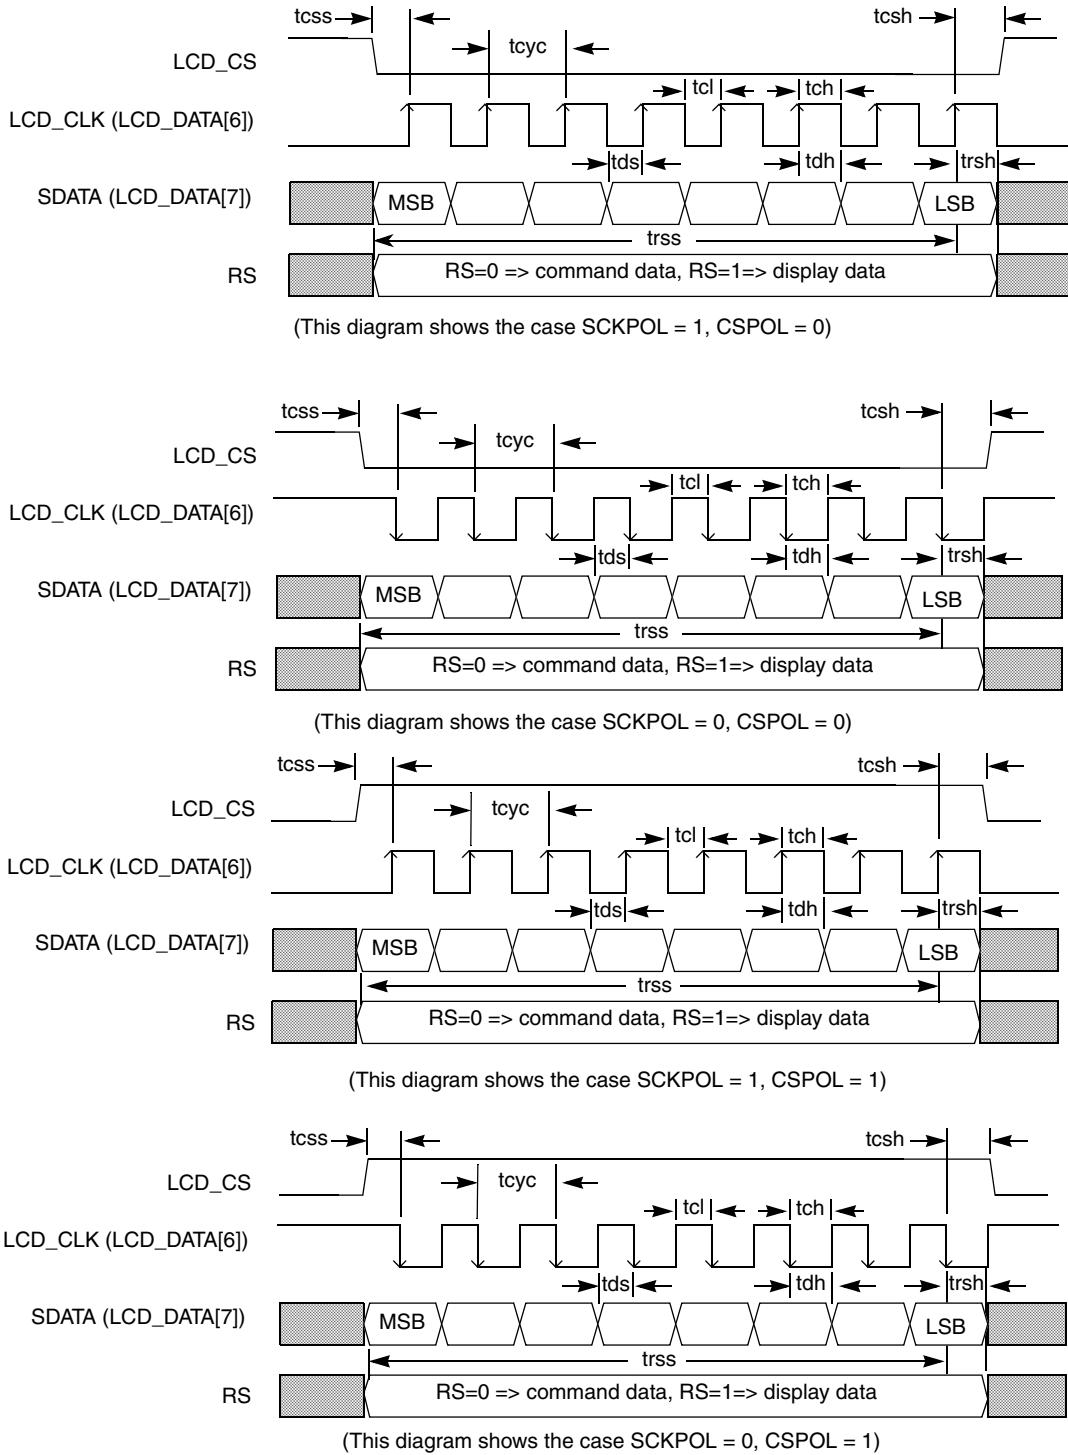 tcss
tcsh
tcyc
LCD_CS
tcl
tch
LCD_CLK (LCD_DATA[6])
tds
tdh
trsh
SDATA (LCD_DATA[7])
MSB
LSB
trss
RS
RS=0 => command data, RS=1=> display data
(This diagram shows the case SCKPOL = 1, CSPOL = 0)
tcss
tcsh
tcyc
LCD_CS
tcl
tch
LCD_CLK (LCD_DATA[6])
tds
tdh
trsh
SDATA (LCD_DATA[7])
MSB
LSB
trss
RS
RS=0 => command data, RS=1=> display data
(This diagram shows the case SCKPOL = 0, CSPOL = 0)
tcss
tcsh
LCD_CS
tcyc
tcl
tch
LCD_CLK (LCD_DATA[6])
tds
tdh
trsh
SDATA (LCD_DATA[7])
MSB
LSB
trss
RS
RS=0 => command data, RS=1=> display data
(This diagram shows the case SCKPOL = 1, CSPOL = 1)
tcss
tcsh
LCD_CS
tcyc
tcl
tch
LCD_CLK (LCD_DATA[6])
tds
tdh
trsh
SDATA (LCD_DATA[7])
MSB
LSB
trss
RS
RS=0 => command data, RS=1=> display data
(This diagram shows the case SCKPOL = 0, CSPOL = 1)